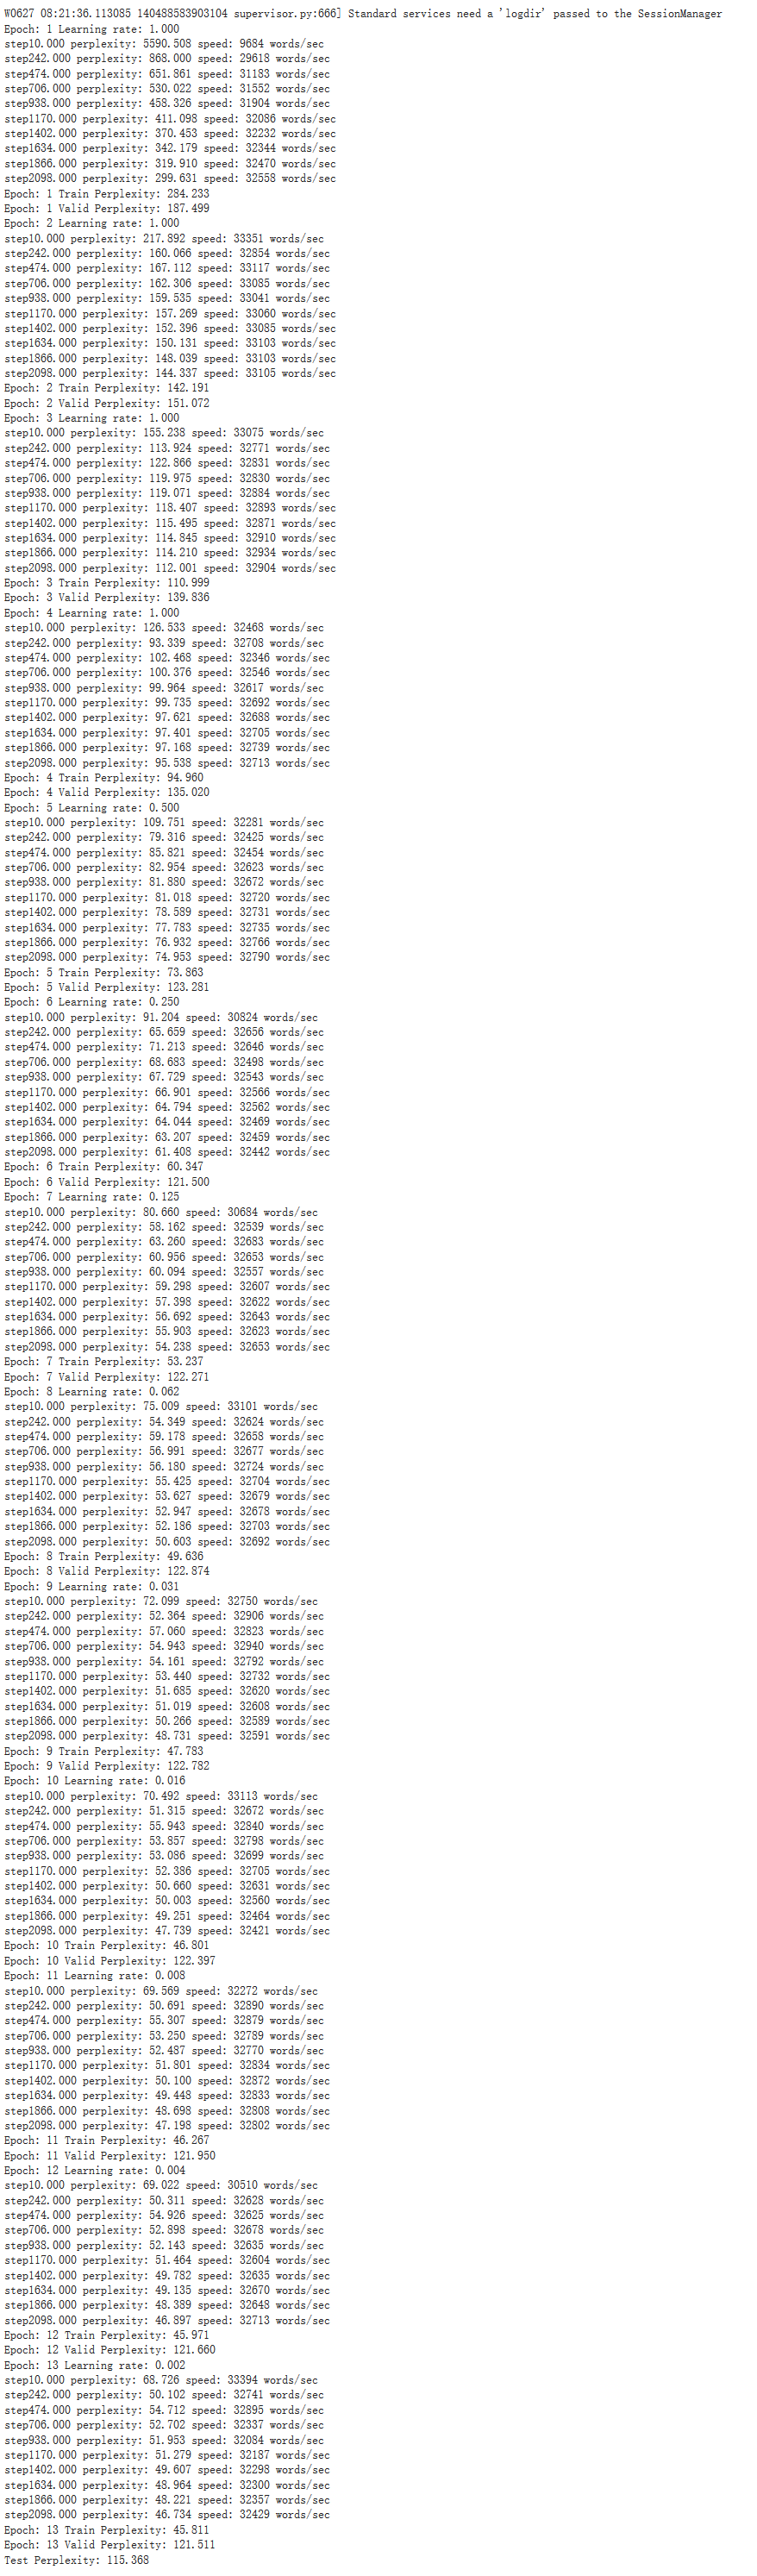 W0627 08:21:36.113085 140488583903104 supervisor.py:666] Standard services need a 'logdir' passed to the SessionManager
Epoch: 1 Learning rate: 1.000
step10.000 perplexity: 5590.508 speed: 9684 words/sec
step242.000 perplexity: 868.000 speed: 29618 words/sec
step474.000 perplexity: 651.861 speed: 31183 words/sec
step706.000 perplexity: 530.022 speed: 31552 words/sec
step938.000 perplexity: 458.326 speed: 31904 words/sec
step1170.000 perplexity: 411.098 speed: 32086 words/sec
step1402.000 perplexity: 370.453 speed: 32232 words/sec
step1634.000 perplexity: 342.179 speed: 32344 words/sec
step1866.000 perplexity: 319.910 speed: 32470 words/sec
step2098.000 perplexity: 299.631 speed: 32558 words/sec
Epoch: 1 Train Perplexity: 284.233
Epoch: 1 Valid Perplexity: 187.499
Epoch: 2 Learning rate: 1.000
step10.000 perplexity: 217.892 speed: 33351 words/sec
step242.000 perplexity: 160.066 speed: 32854 words/sec
step474.000 perplexity: 167.112 speed: 33117 words/sec
step706.000 perplexity: 162.306 speed: 33085 words/sec
step938.000 perplexity: 159.535 speed: 33041 words/sec
step1170.000 perplexity: 157.269 speed: 33060 words/sec
step1402.000 perplexity: 152.396 speed: 33085 words/sec
step1634.000 perplexity: 150.131 speed: 33103 words/sec
step1866.000 perplexity: 148.039 speed: 33103 words/sec
step2098.000 perplexity: 144.337 speed: 33105 words/sec
Epoch: 2 Train Perplexity: 142.191
Epoch: 2 Valid Perplexity: 151.072
Epoch: 3 Learning rate: 1.000
step10.000 perplexity: 155.238 speed: 33075 words/sec
step242.000 perplexity: 113.924 speed: 32771 words/sec
step474.000 perplexity: 122.866 speed: 32831 words/sec
step706.000 perplexity: 119.975 speed: 32830 words/sec
step938.000 perplexity: 119.071 speed: 32884 words/sec
step1170.000 perplexity: 118.407 speed: 32893 words/sec
step1402.000 perplexity: 115.495 speed: 32871 words/sec
step1634.000 perplexity: 114.845 speed: 32910 words/sec
step1866.000 perplexity: 114.210 speed: 32934 words/sec
step2098.000 perplexity: 112.001 speed: 32904 words/sec
Epoch: 3 Train Perplexity: 110.999
Epoch: 3 Valid Perplexity: 139.836
Epoch: 4 Learning rate: 1.000
step10.000 perplexity: 126.533 speed: 32468 words/sec
step242.000 perplexity: 93.339 speed: 32708 words/sec
step474.000 perplexity: 102.468 speed: 32346 words/sec
step706.000 perplexity: 100.376 speed: 32546 words/sec
step938.000 perplexity: 99.964 speed: 32617 words/sec
step1170.000 perplexity: 99.735 speed: 32692 words/sec
step1402.000 perplexity: 97.621 speed: 32688 words/sec
step1634.000 perplexity: 97.401 speed: 32705 words/sec
step1866.000 perplexity: 97.168 speed: 32739 words/sec
step2098.000 perplexity: 95.538 speed: 32713 words/sec
Epoch: 4 Train Perplexity: 94.960
Epoch: 4 Valid Perplexity: 135.020
Epoch: 5 Learning rate: 0.500
step10.000 perplexity: 109.751 speed: 32281 words/sec
step242.000 perplexity: 79.316 speed: 32425 words/sec
step474.000 perplexity: 85.821 speed: 32454 words/sec
step706.000 perplexity: 82.954 speed: 32623 words/sec
step938.000 perplexity: 81.880 speed: 32672 words/sec
step1170.000 perplexity: 81.018 speed: 32720 words/sec
step1402.000 perplexity: 78.589 speed: 32731 words/sec
step1634.000 perplexity: 77.783 speed: 32735 words/sec
step1866.000 perplexity: 76.932 speed: 32766 words/sec
step2098.000 perplexity: 74.953 speed: 32790 words/sec
Epoch: 5 Train Perplexity: 73.863
Epoch: 5 Valid Perplexity: 123.281
Epoch: 6 Learning rate: 0.250
step10.000 perplexity: 91.204 speed: 30824 words/sec
step242.000 perplexity: 65.659 speed: 32656 words/sec
step474.000 perplexity: 71.213 speed: 32646 words/sec
step706.000 perplexity: 68.683 speed: 32498 words/sec
step938.000 perplexity: 67.729 speed: 32543 words/sec
step1170.000 perplexity: 66.901 speed: 32566 words/sec
step1402.000 perplexity: 64.794 speed: 32562 words/sec
step1634.000 perplexity: 64.044 speed: 32469 words/sec
step1866.000 perplexity: 63.207 speed: 32459 words/sec
step2098.000 perplexity: 61.408 speed: 32442 words/sec
Epoch: 6 Train Perplexity: 60.347
Epoch: 6 Valid Perplexity: 121.500
Epoch: 7 Learning rate: 0.125
step10.000 perplexity: 80.660 speed: 30684 words/sec
step242.000 perplexity: 58.162 speed: 32539 words/sec
step474.000 perplexity: 63.260 speed: 32683 words/sec
step706.000 perplexity: 60.956 speed: 32653 words/sec
step938.000 perplexity: 60.094 speed: 32557 words/sec
step1170.000 perplexity: 59.298 speed: 32607 words/sec
step1402.000 perplexity: 57.398 speed: 32622 words/sec
step1634.000 perplexity: 56.692 speed: 32643 words/sec
step1866.000 perplexity: 55.903 speed: 32623 words/sec
step2098.000 perplexity: 54.238 speed: 32653 words/sec
Epoch: 7 Train Perplexity: 53.237
Epoch: 7 Valid Perplexity: 122.271
Epoch: 8 Learning rate: 0.062
step10.000 perplexity: 75.009 speed: 33101 words/sec
step242.000 perplexity: 54.349 speed: 32624 words/sec
step474.000 perplexity: 59.178 speed: 32658 words/sec
step706.000 perplexity: 56.991 speed: 32677 words/sec
step938.000 perplexity: 56.180 speed: 32724 words/sec
step1170.000 perplexity: 55.425 speed: 32704 words/sec
step1402.000 perplexity: 53.627 speed: 32679 words/sec
step1634.000 perplexity: 52.947 speed: 32678 words/sec
step1866.000 perplexity: 52.186 speed: 32703 words/sec
step2098.000 perplexity: 50.603 speed: 32692 words/sec
Epoch: 8 Train Perplexity: 49.636
Epoch: 8 Valid Perplexity: 122.874
Epoch: 9 Learning rate: 0.031
step10.000 perplexity: 72.099 speed: 32750 words/sec
step242.000 perplexity: 52.364 speed: 32906 words/sec
step474.000 perplexity: 57.060 speed: 32823 words/sec
step706.000 perplexity: 54.943 speed: 32940 words/sec
step938.000 perplexity: 54.161 speed: 32792 words/sec
step1170.000 perplexity: 53.440 speed: 32732 words/sec
step1402.000 perplexity: 51.685 speed: 32620 words/sec
step1634.000 perplexity: 51.019 speed: 32608 words/sec
step1866.000 perplexity: 50.266 speed: 32589 words/sec
step2098.000 perplexity: 48.731 speed: 32591 words/sec
Epoch: 9 Train Perplexity: 47.783
Epoch: 9 Valid Perplexity: 122.782
Epoch: 10 Learning rate: 0.016
step10.000 perplexity: 70.492 speed: 33113 words/sec
step242.000 perplexity: 51.315 speed: 32672 words/sec
step474.000 perplexity: 55.943 speed: 32840 words/sec
step706.000 perplexity: 53.857 speed: 32798 words/sec
step938.000 perplexity: 53.086 speed: 32699 words/sec
step1170.000 perplexity: 52.386 speed: 32705 words/sec
step1402.000 perplexity: 50.660 speed: 32631 words/sec
step1634.000 perplexity: 50.003 speed: 32560 words/sec
step1866.000 perplexity: 49.251 speed: 32464 words/sec
step2098.000 perplexity: 47.739 speed: 32421 words/sec
Epoch: 10 Train Perplexity: 46.801
Epoch: 10 Valid Perplexity: 122.397
Epoch: 11 Learning rate: 0.008
step10.000 perplexity: 69.569 speed: 32272 words/sec
step242.000 perplexity: 50.691 speed: 32890 words/sec
step474.000 perplexity: 55.307 speed: 32879 words/sec
step706.000 perplexity: 53.250 speed: 32789 words/sec
step938.000 perplexity: 52.487 speed: 32770 words/sec
step1170.000 perplexity: 51.801 speed: 32834 words/sec
step1402.000 perplexity: 50.100 speed: 32872 words/sec
step1634.000 perplexity: 49.448 speed: 32833 words/sec
step1866.000 perplexity: 48.698 speed: 32808 words/sec
step2098.000 perplexity: 47.198 speed: 32802 words/sec
Epoch: 11 Train Perplexity: 46.267
Epoch: 11 Valid Perplexity: 121.950
Epoch: 12 Learning rate: 0.004
step10.000 perplexity: 69.022 speed: 30510 words/sec
step242.000 perplexity: 50.311 speed: 32628 words/sec
step474.000 perplexity: 54.926 speed: 32625 words/sec
step706.000 perplexity: 52.898 speed: 32678 words/sec
step938.000 perplexity: 52.143 speed: 32635 words/sec
step1170.000 perplexity: 51.464 speed: 32604 words/sec
step1402.000 perplexity: 49.782 speed: 32635 words/sec
step1634.000 perplexity: 49.135 speed: 32670 words/sec
step1866.000 perplexity: 48.389 speed: 32648 words/sec
step2098.000 perplexity: 46.897 speed: 32713 words/sec
Epoch: 12 Train Perplexity: 45.971
Epoch: 12 Valid Perplexity: 121.660
Epoch: 13 Learning rate: 0.002
step10.000 perplexity: 68.726 speed: 33394 words/sec
step242.000 perplexity: 50.102 speed: 32741 words/sec
step474.000 perplexity: 54.712 speed: 32895 words/sec
step706.000 perplexity: 52.702 speed: 32337 words/sec
step938.000 perplexity: 51.953 speed: 32084 words/sec
step1170.000 perplexity: 51.279 speed: 32187 words/sec
step1402.000 perplexity: 49.607 speed: 32298 words/sec
step1634.000 perplexity: 48.964 speed: 32300 words/sec
step1866.000 perplexity: 48.221 speed: 32357 words/sec
step2098.000 perplexity: 46.734 speed: 32429 words/sec
Epoch: 13 Train Perplexity: 45.811
Epoch: 13 Valid Perplexity: 121.511
Test Perplexity: 115.368